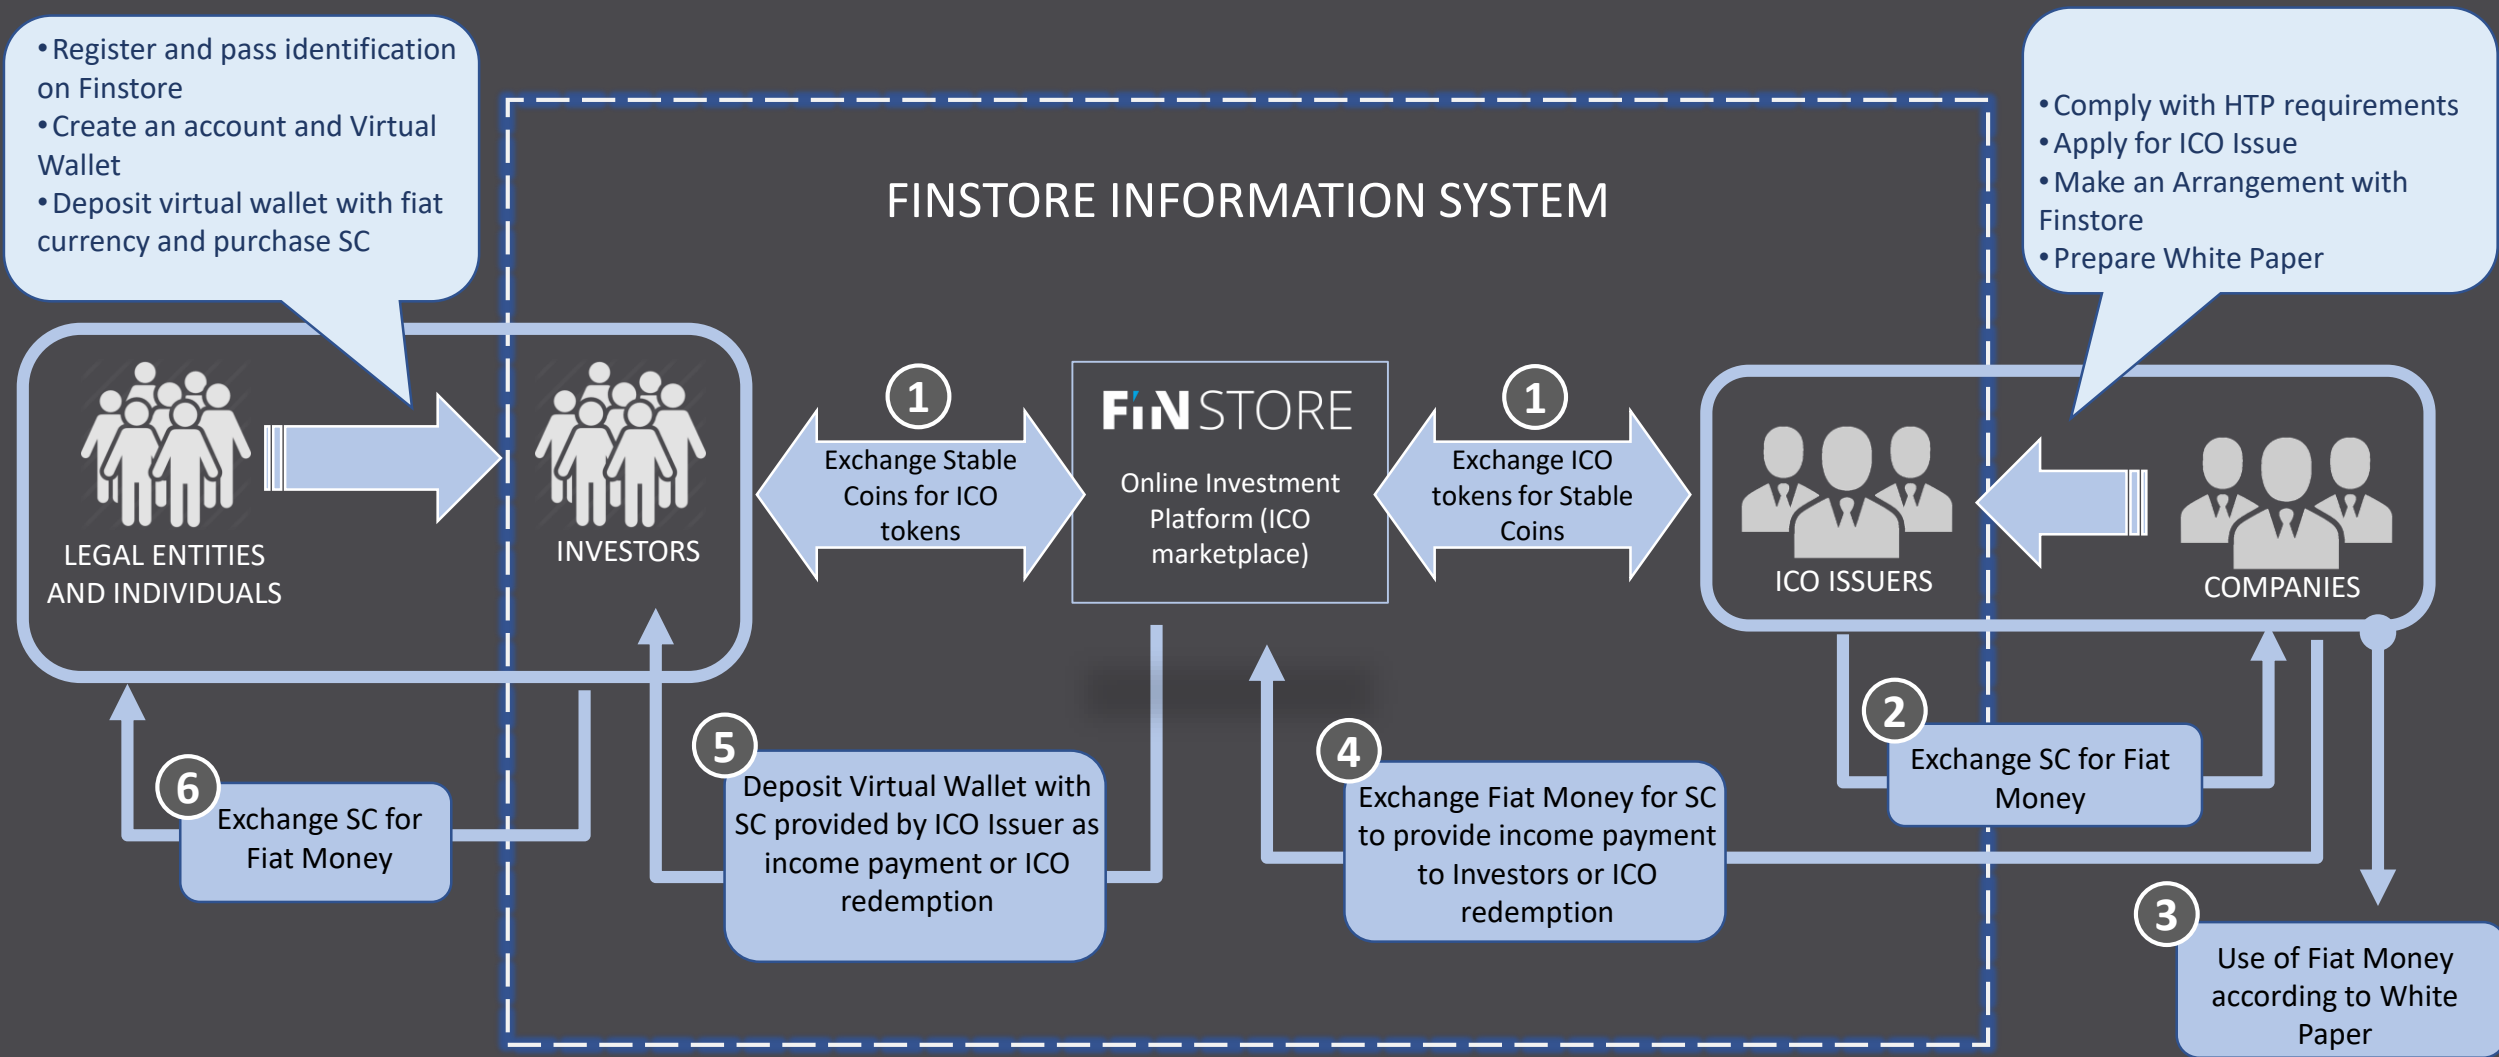 • Register and pass identification
on Finstore
• Create an account and Virtual
Wallet
• Deposit virtual wallet with fiat
currency and purchase SC
• Comply with HTP requirements
• Apply for ICO Issue
• Make an Arrangement with
Finstore
• Prepare White Paper
FINSTORE INFORMATION SYSTEM
LEGAL ENTITIES
AND INDIVIDUALS
INVESTORS
1
Exchange Stable
Coins for ICO
tokens
FINSTORE
Online Investment
Platform (ICO
marketplace)
1
Exchange ICO
tokens for Stable
Coins
ICO ISSUERS
COMPANIES
2
Exchange SC for Fiat
Money
3
Use of Fiat Money
according to White
Paper
4
Exchange Fiat Money for SC
to provide income payment
to Investors or ICO
redemption
5
Deposit Virtual Wallet with
SC provided by ICO Issuer as
income payment or ICO
redemption
6
Exchange SC for
Fiat Money